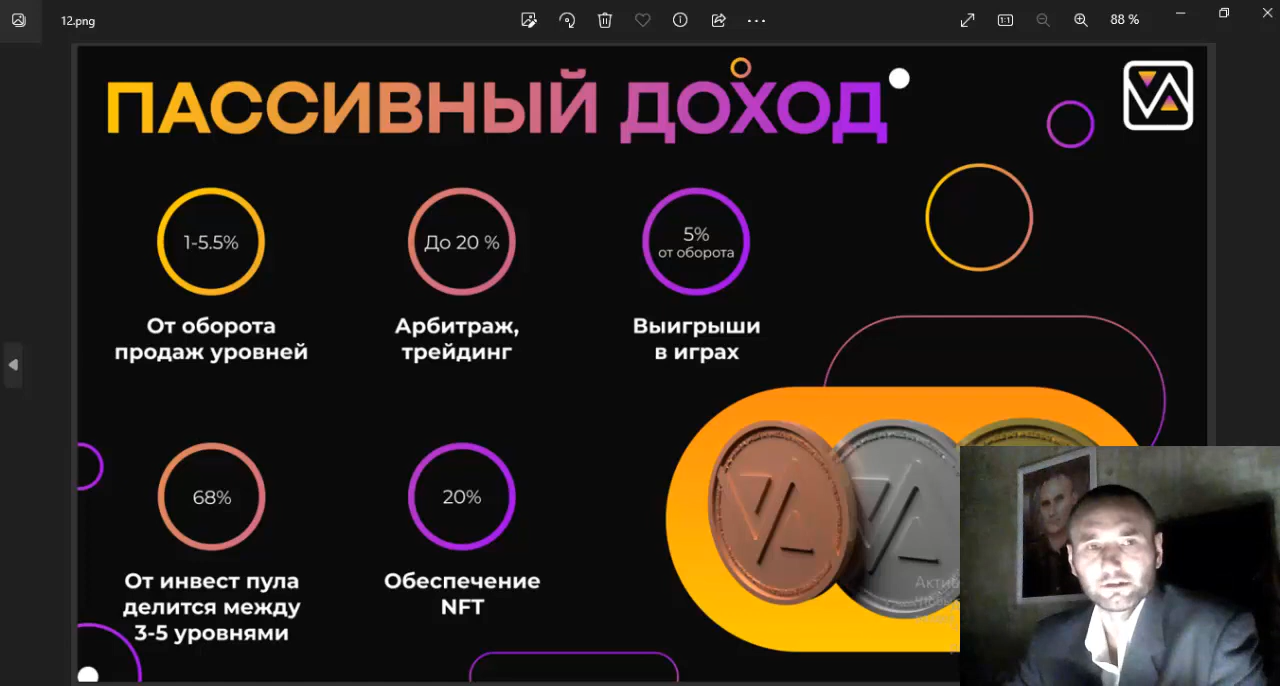 12.png
88 %
ПАССИВНЫЙ ДОХОД
1-5.5%
До 20 %
5%
от оборота
От оборота
продаж уровней
Арбитраж,
трейдинг
Выигрыши
в играх
68%
20%
От инвест пула
делится между
3-5 уровнями
Обеспечение
NFT